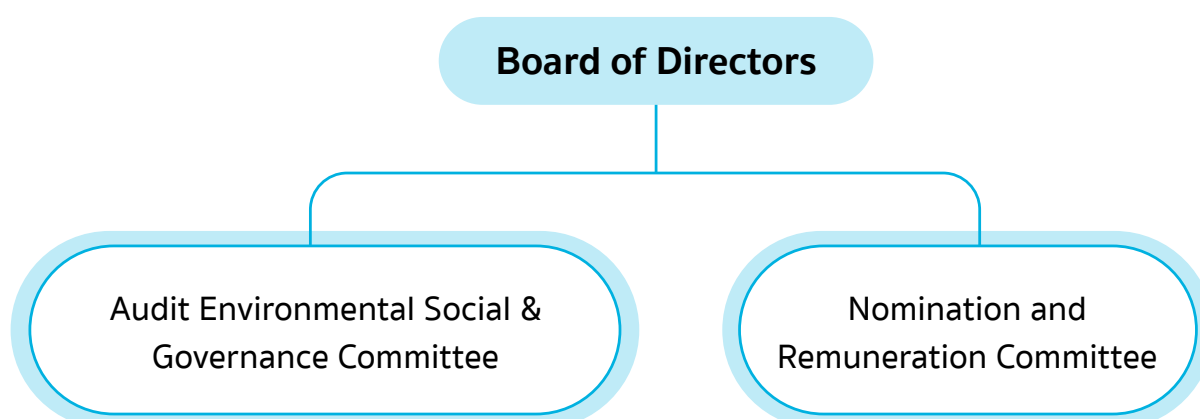 Board of Directors
Audit Environmental Social &
Governance Committee
Nomination and
Remuneration Committee